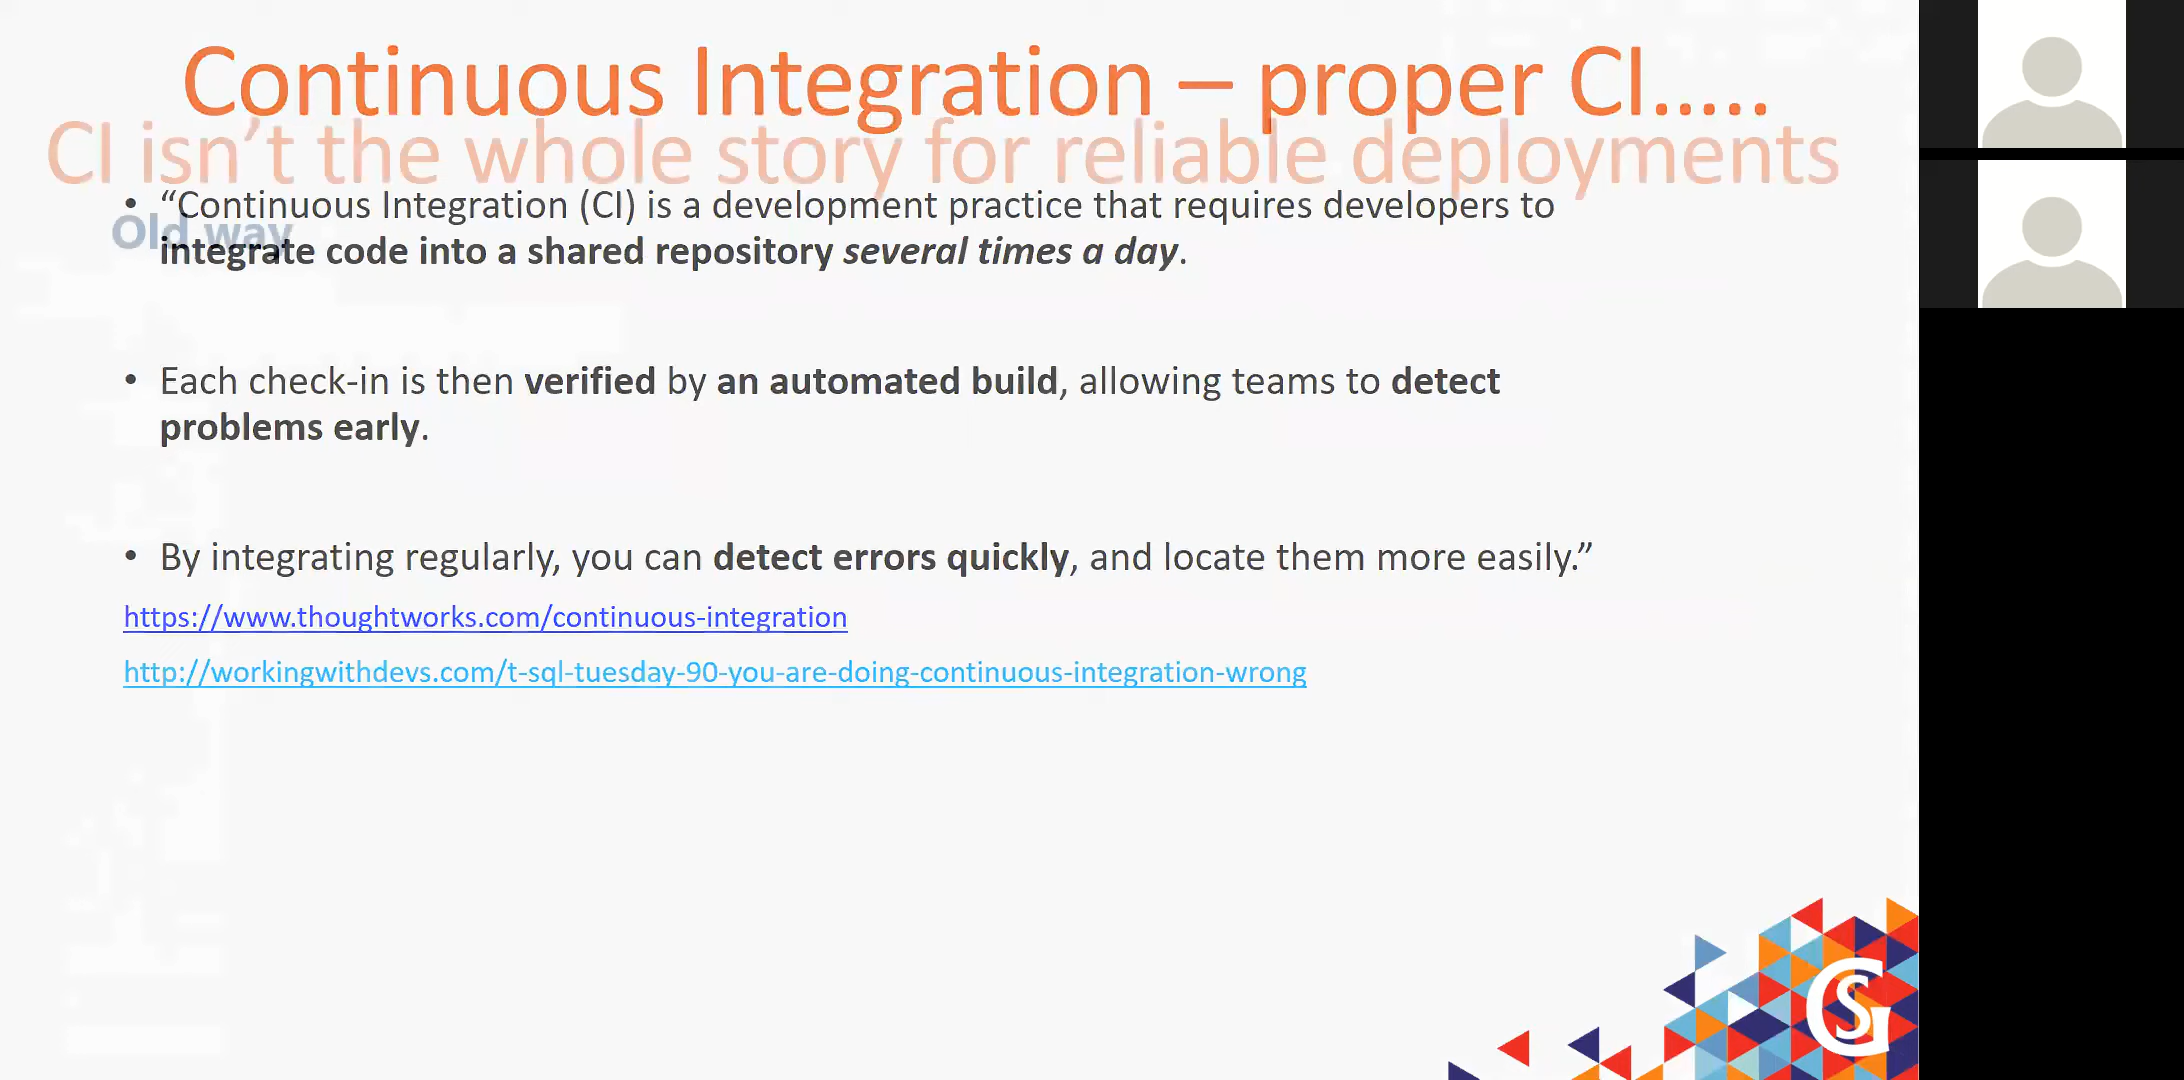 Continuous Integration – proper CI.....
CI isn’t the whole story for reliable deployments
• “Continuous Integration (CI) is a development practice that requires developers to
Old way
integrate code into a shared repository several times a day.
• Each check-in is then verified by an automated build, allowing teams to detect
problems early.
• By integrating regularly, you can detect errors quickly, and locate them more easily.”
https://www.thoughtworks.com/continuous-integration
http://workingwithdevs.com/t-sql-tuesday-90-you-are-doing-continuous-integration-wrong
GS